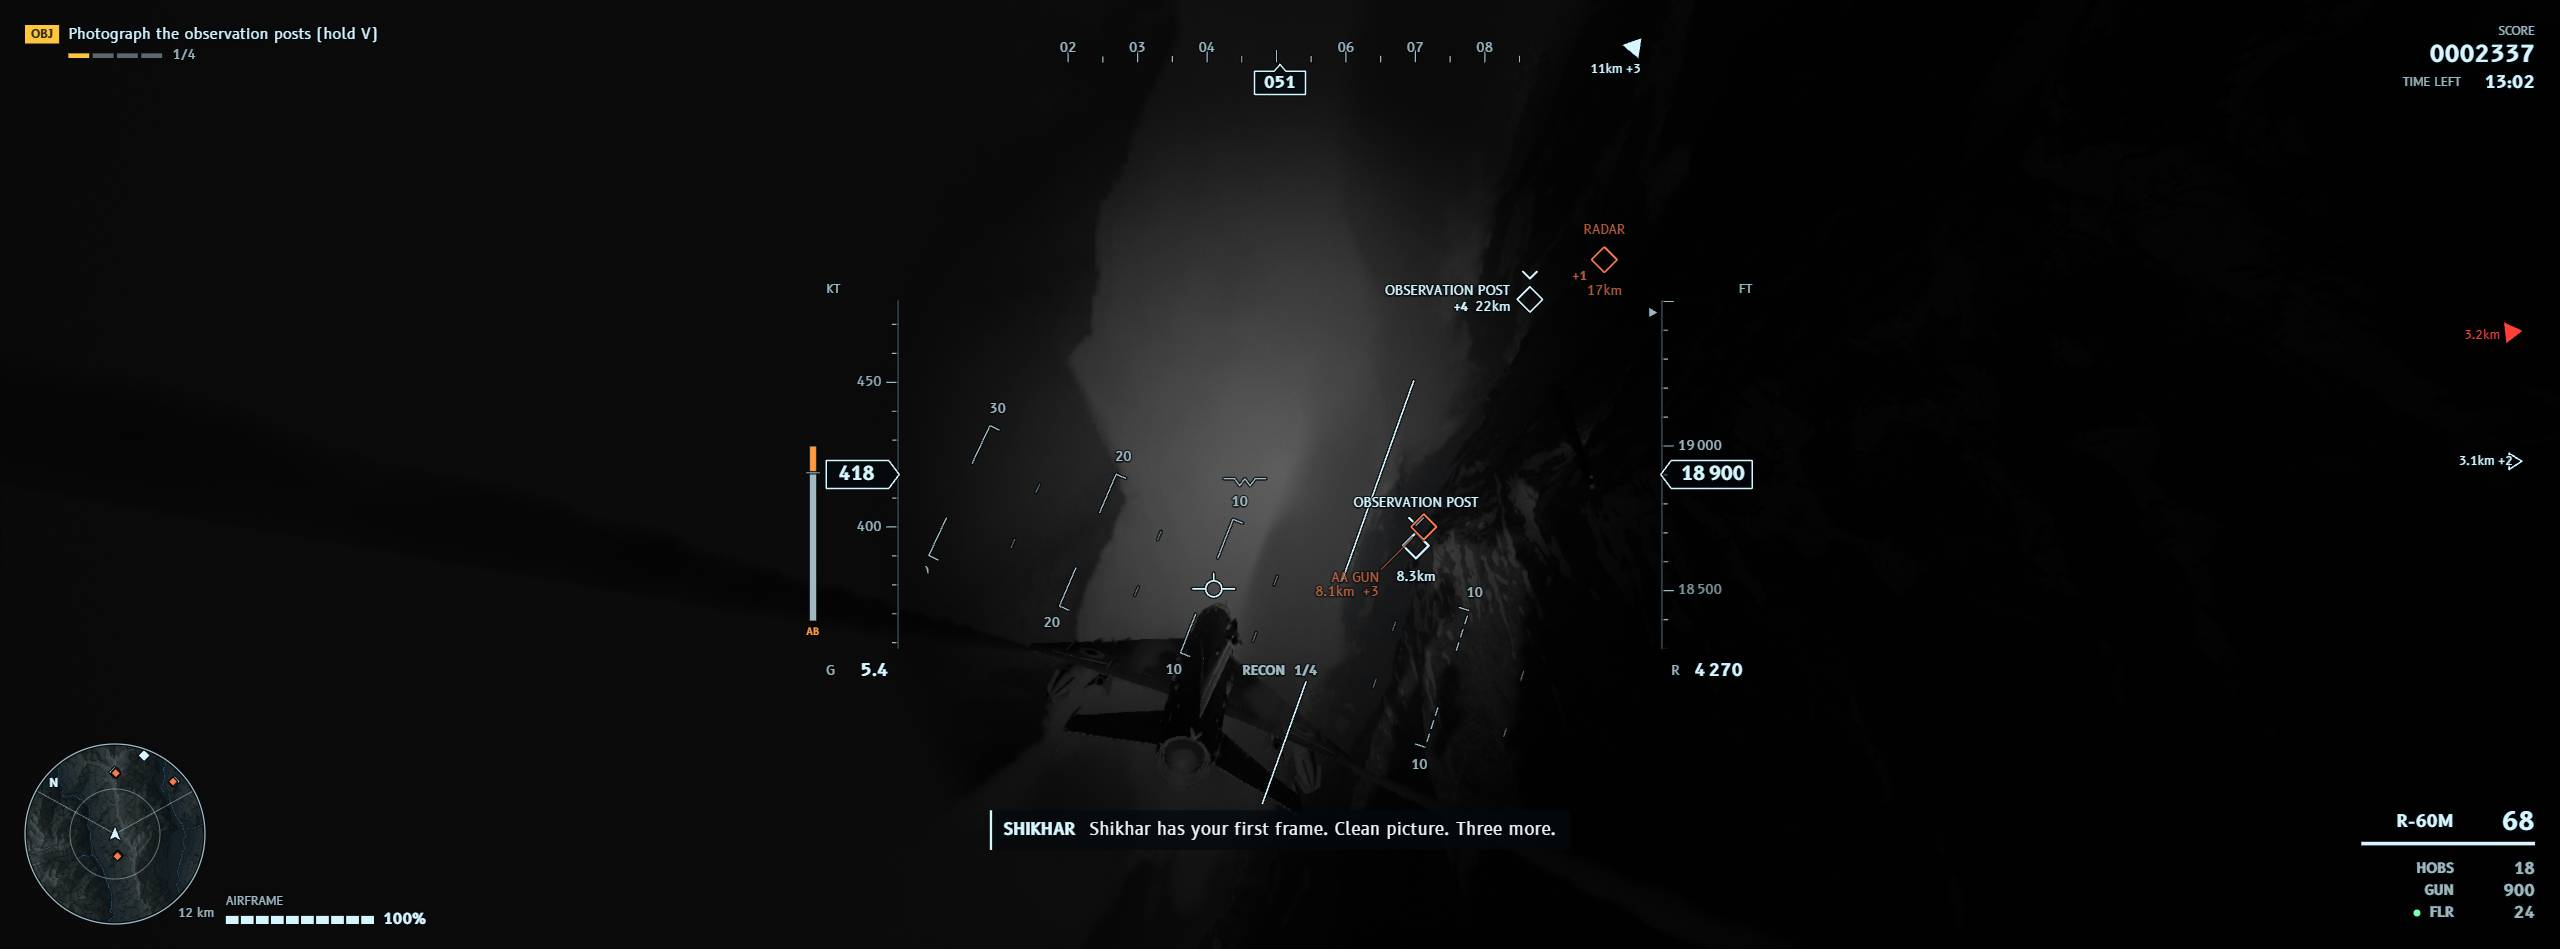 OBJ Photograph the observation posts [hold V]
1/4
02 03 04 06 07 08
051
11km +3
SCORE
0002337
TIME LEFT 13:02
RADAR
+1
17km
OBSERVATION POST
+4 22km
KT
FT
3.2km
450
30
20
19 000
418
18 900
3.1km +2
10
OBSERVATION POST
400
AA GUN
8.1km +3
8.3km
18 500
10
20
AB
G 5.4
10
RECON 1/4
R 4 270
10
N
SHIKHAR Shikhar has your first frame. Clean picture. Three more.
R-60M 68
HOBS 18
GUN 900
FLR 24
12 km
AIRFRAME
100%